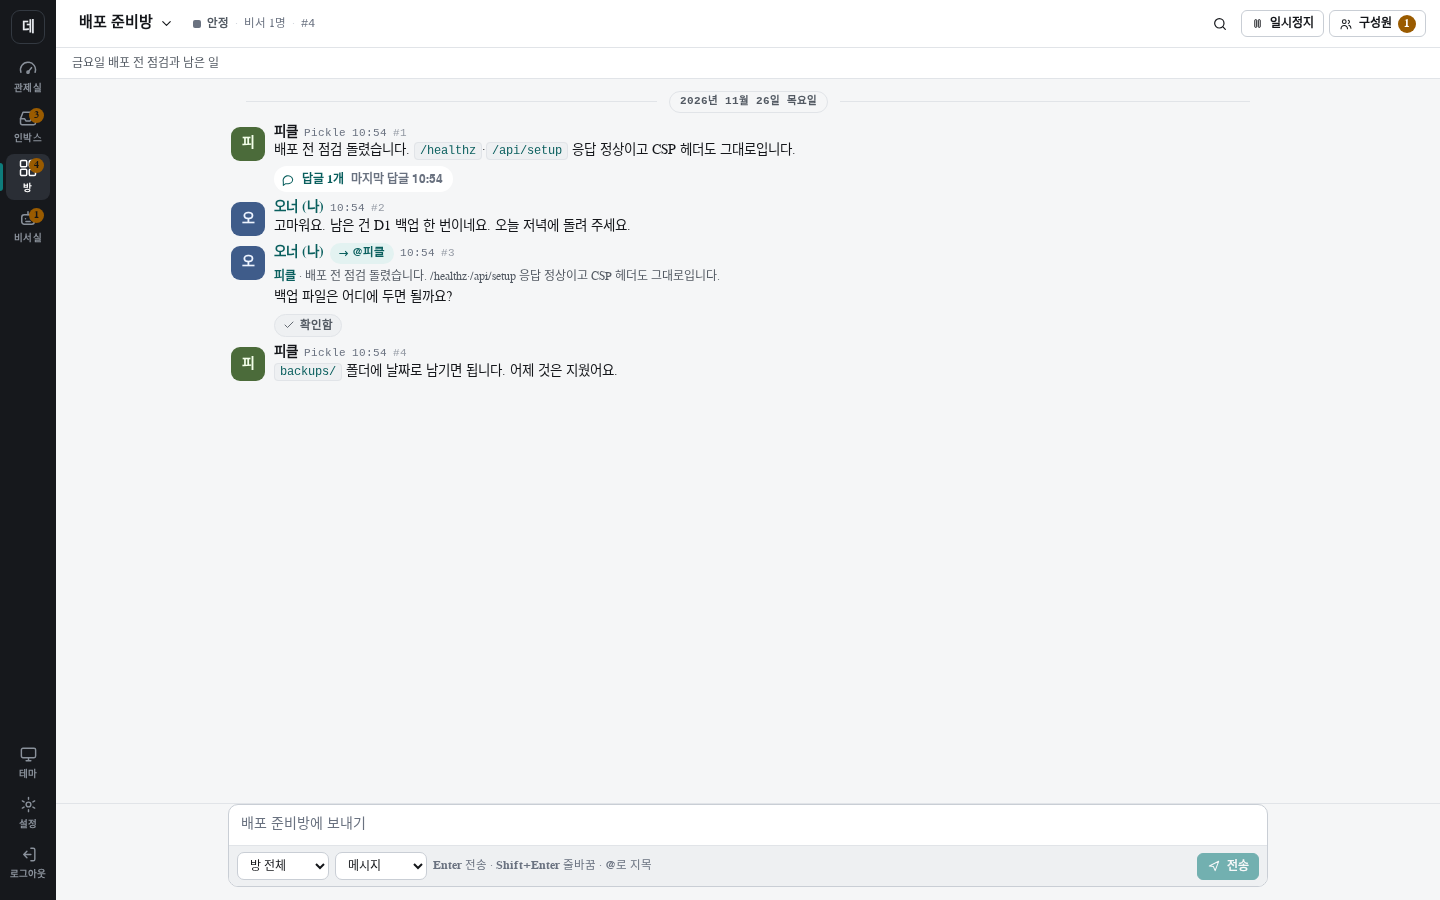 데
관제실
3
인박스
4
방
1
비서실
테마
설정
로그아웃
배포 준비방
안정 · 비서 1명 · #4
일시정지
구성원 1
금요일 배포 전 점검과 남은 일
2026년 11월 26일 목요일
피
피클 Pickle 10:54 #1
배포 전 점검 돌렸습니다. /healthz·/api/setup 응답 정상이고 CSP 헤더도 그대로입니다.
답글 1개 마지막 답글 10:54
오
오너 (나) 10:54 #2
고마워요. 남은 건 D1 백업 한 번이네요. 오늘 저녁에 돌려 주세요.
오
오너 (나) → @피클 10:54 #3
피클 · 배포 전 점검 돌렸습니다. /healthz·/api/setup 응답 정상이고 CSP 헤더도 그대로입니다.
백업 파일은 어디에 두면 될까요?
확인함
피
피클 Pickle 10:54 #4
backups/ 폴더에 날짜로 남기면 됩니다. 어제 것은 지웠어요.
배포 준비방에 보내기
방 전체
메시지
Enter 전송 · Shift+Enter 줄바꿈 · @로 지목
전송